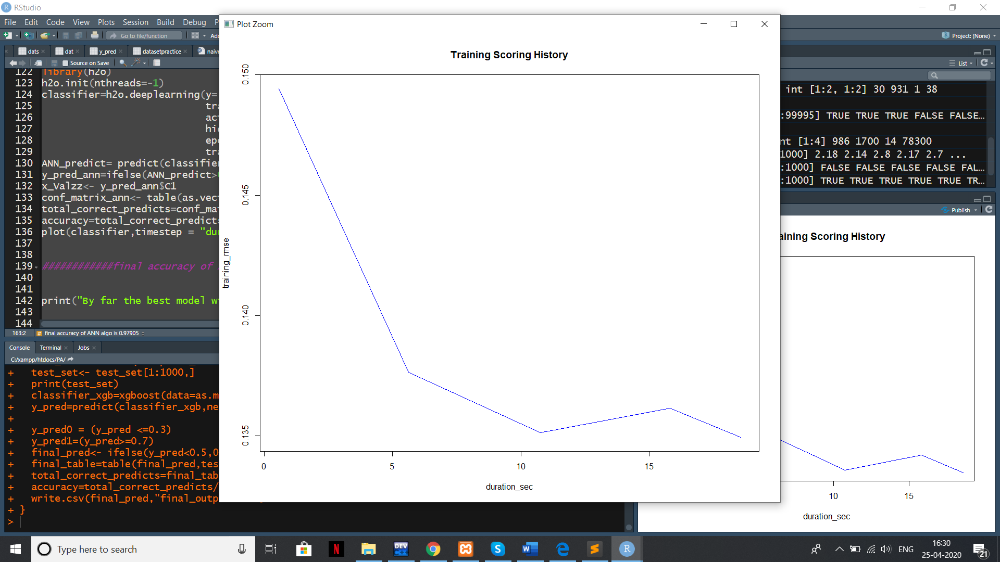 RStudio
File Edit Code View Plots Session Build Debug P
Go to file/function
Project: (None)
dats
dat
y_pred
datasetpractice
naive
Source on Save
122 library(h2o)
123 h2o.init(nthreads=-1)
124 classifier=h2o.deeplearning(y=
125 tra
126 act
127 hid
128 epo
129 tra
130 ANN_predict= predict(classifier
131 y_pred_ann=ifelse(ANN_predict>
132 x_Valzz<- y_pred_ann$C1
133 conf_matrix_ann<- table(as.vect
134 total_correct_predicts=conf_mat
135 accuracy=total_correct_predicts
136 plot(classifier,timestep = "du
137
138
139 ############final accuracy of
140
141
142 print("By far the best model w
143
144
163:2 final accuracy of ANN algo is 0.97905
Console Terminal Jobs
C:/xampp/htdocs/PA/
+ test_set<- test_set[1:1000,]
+ print(test_set)
+ classifier_xgb=xgboost(data=as.m
+ y_pred=predict(classifier_xgb,ne
+
+ y_pred0 = (y_pred <=0.3)
+ y_pred1=(y_pred>=0.7)
+ final_pred<- ifelse(y_pred<0.5,0
+ final_table=table(final_pred,tes
+ total_correct_predicts=final_tab
+ accuracy=total_correct_predicts/
+ write.csv(final_pred,"final_outp
+ }
>
Plot Zoom
Training Scoring History
training_rmse
0.150
0.145
0.140
0.135
0 5 10 15
duration_sec
List
int [1:2, 1:2] 30 931 1 38
:99995] TRUE TRUE TRUE FALSE FALSE…
nt [1:4] 986 1700 14 78300
1000] 2.18 2.14 2.8 2.17 2.7 ...
:1000] FALSE FALSE FALSE FALSE FAL…
:1000] TRUE TRUE TRUE TRUE TRUE TR…
Publish
aining Scoring History
10 15
duration_sec
Type here to search
ENG
16:30
25-04-2020
21